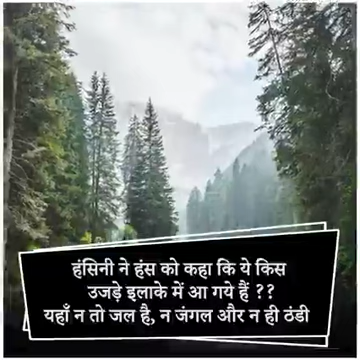 हंसिनी ने हंस को कहा कि ये किस
उजड़े इलाके में आ गये हैं ??
यहाँ न तो जल है, न जंगल और न ही ठंडी